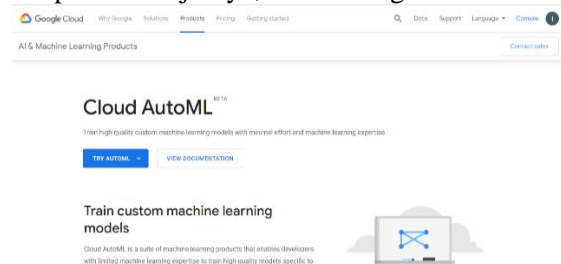 Google Cloud Why Google Solutions Products Pricing Getting started Docs Support Language Console
AI & Machine Learning Products Contact sales
Cloud AutoML BETA
Train high quality custom machine learning models with minimal effort and machine learning expertise.
TRY AUTOML VIEW DOCUMENTATION
Train custom machine learning
models
Cloud AutoML is a suite of machine learning products that enables developers
with limited machine learning expertise to train high-quality models specific to